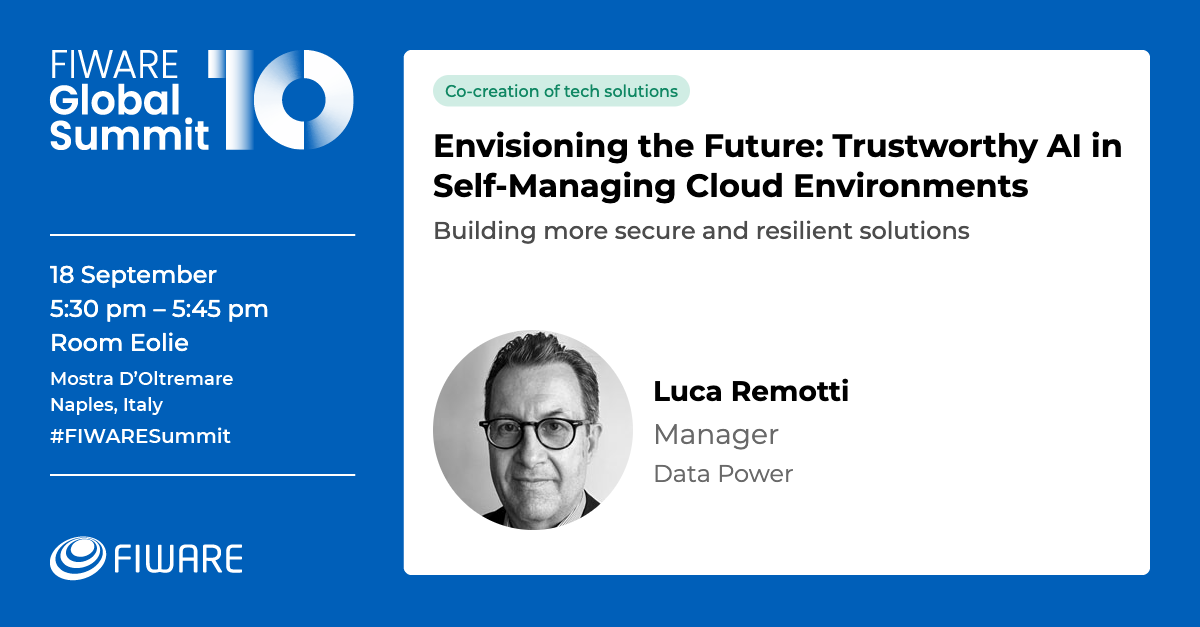 FIWARE
Global
Summit
10
18 September
5:30 pm – 5:45 pm
Room Eolie
Mostra D’Oltremare
Naples, Italy
#FIWARESummit
FIWARE
Co-creation of tech solutions
Envisioning the Future: Trustworthy AI in
Self-Managing Cloud Environments
Building more secure and resilient solutions
Luca Remotti
Manager
Data Power